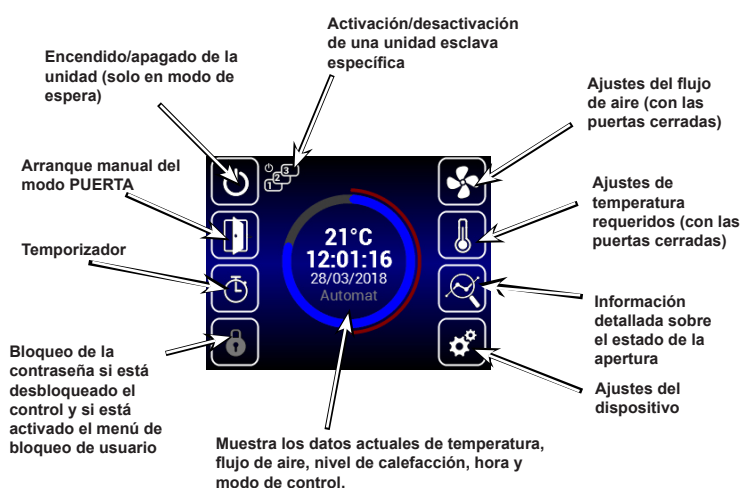 Activación/desactivación
de una unidad esclava
específica
Encendido/apagado de la
unidad (solo en modo de
espera)
Ajustes del flujo
de aire (con las
puertas cerradas)
Arranque manual del
modo PUERTA
Ajustes de
temperatura
requeridos (con las
puertas cerradas)
Temporizador
1 2 3
21°C
12:01:16
28/03/2018
Automat
Información
detallada sobre
el estado de la
apertura
Bloqueo de la
contraseña si está
desbloqueado el
control y si está
activado el menú de
bloqueo de usuario
Ajustes del
dispositivo
Muestra los datos actuales de temperatura,
flujo de aire, nivel de calefacción, hora y
modo de control.